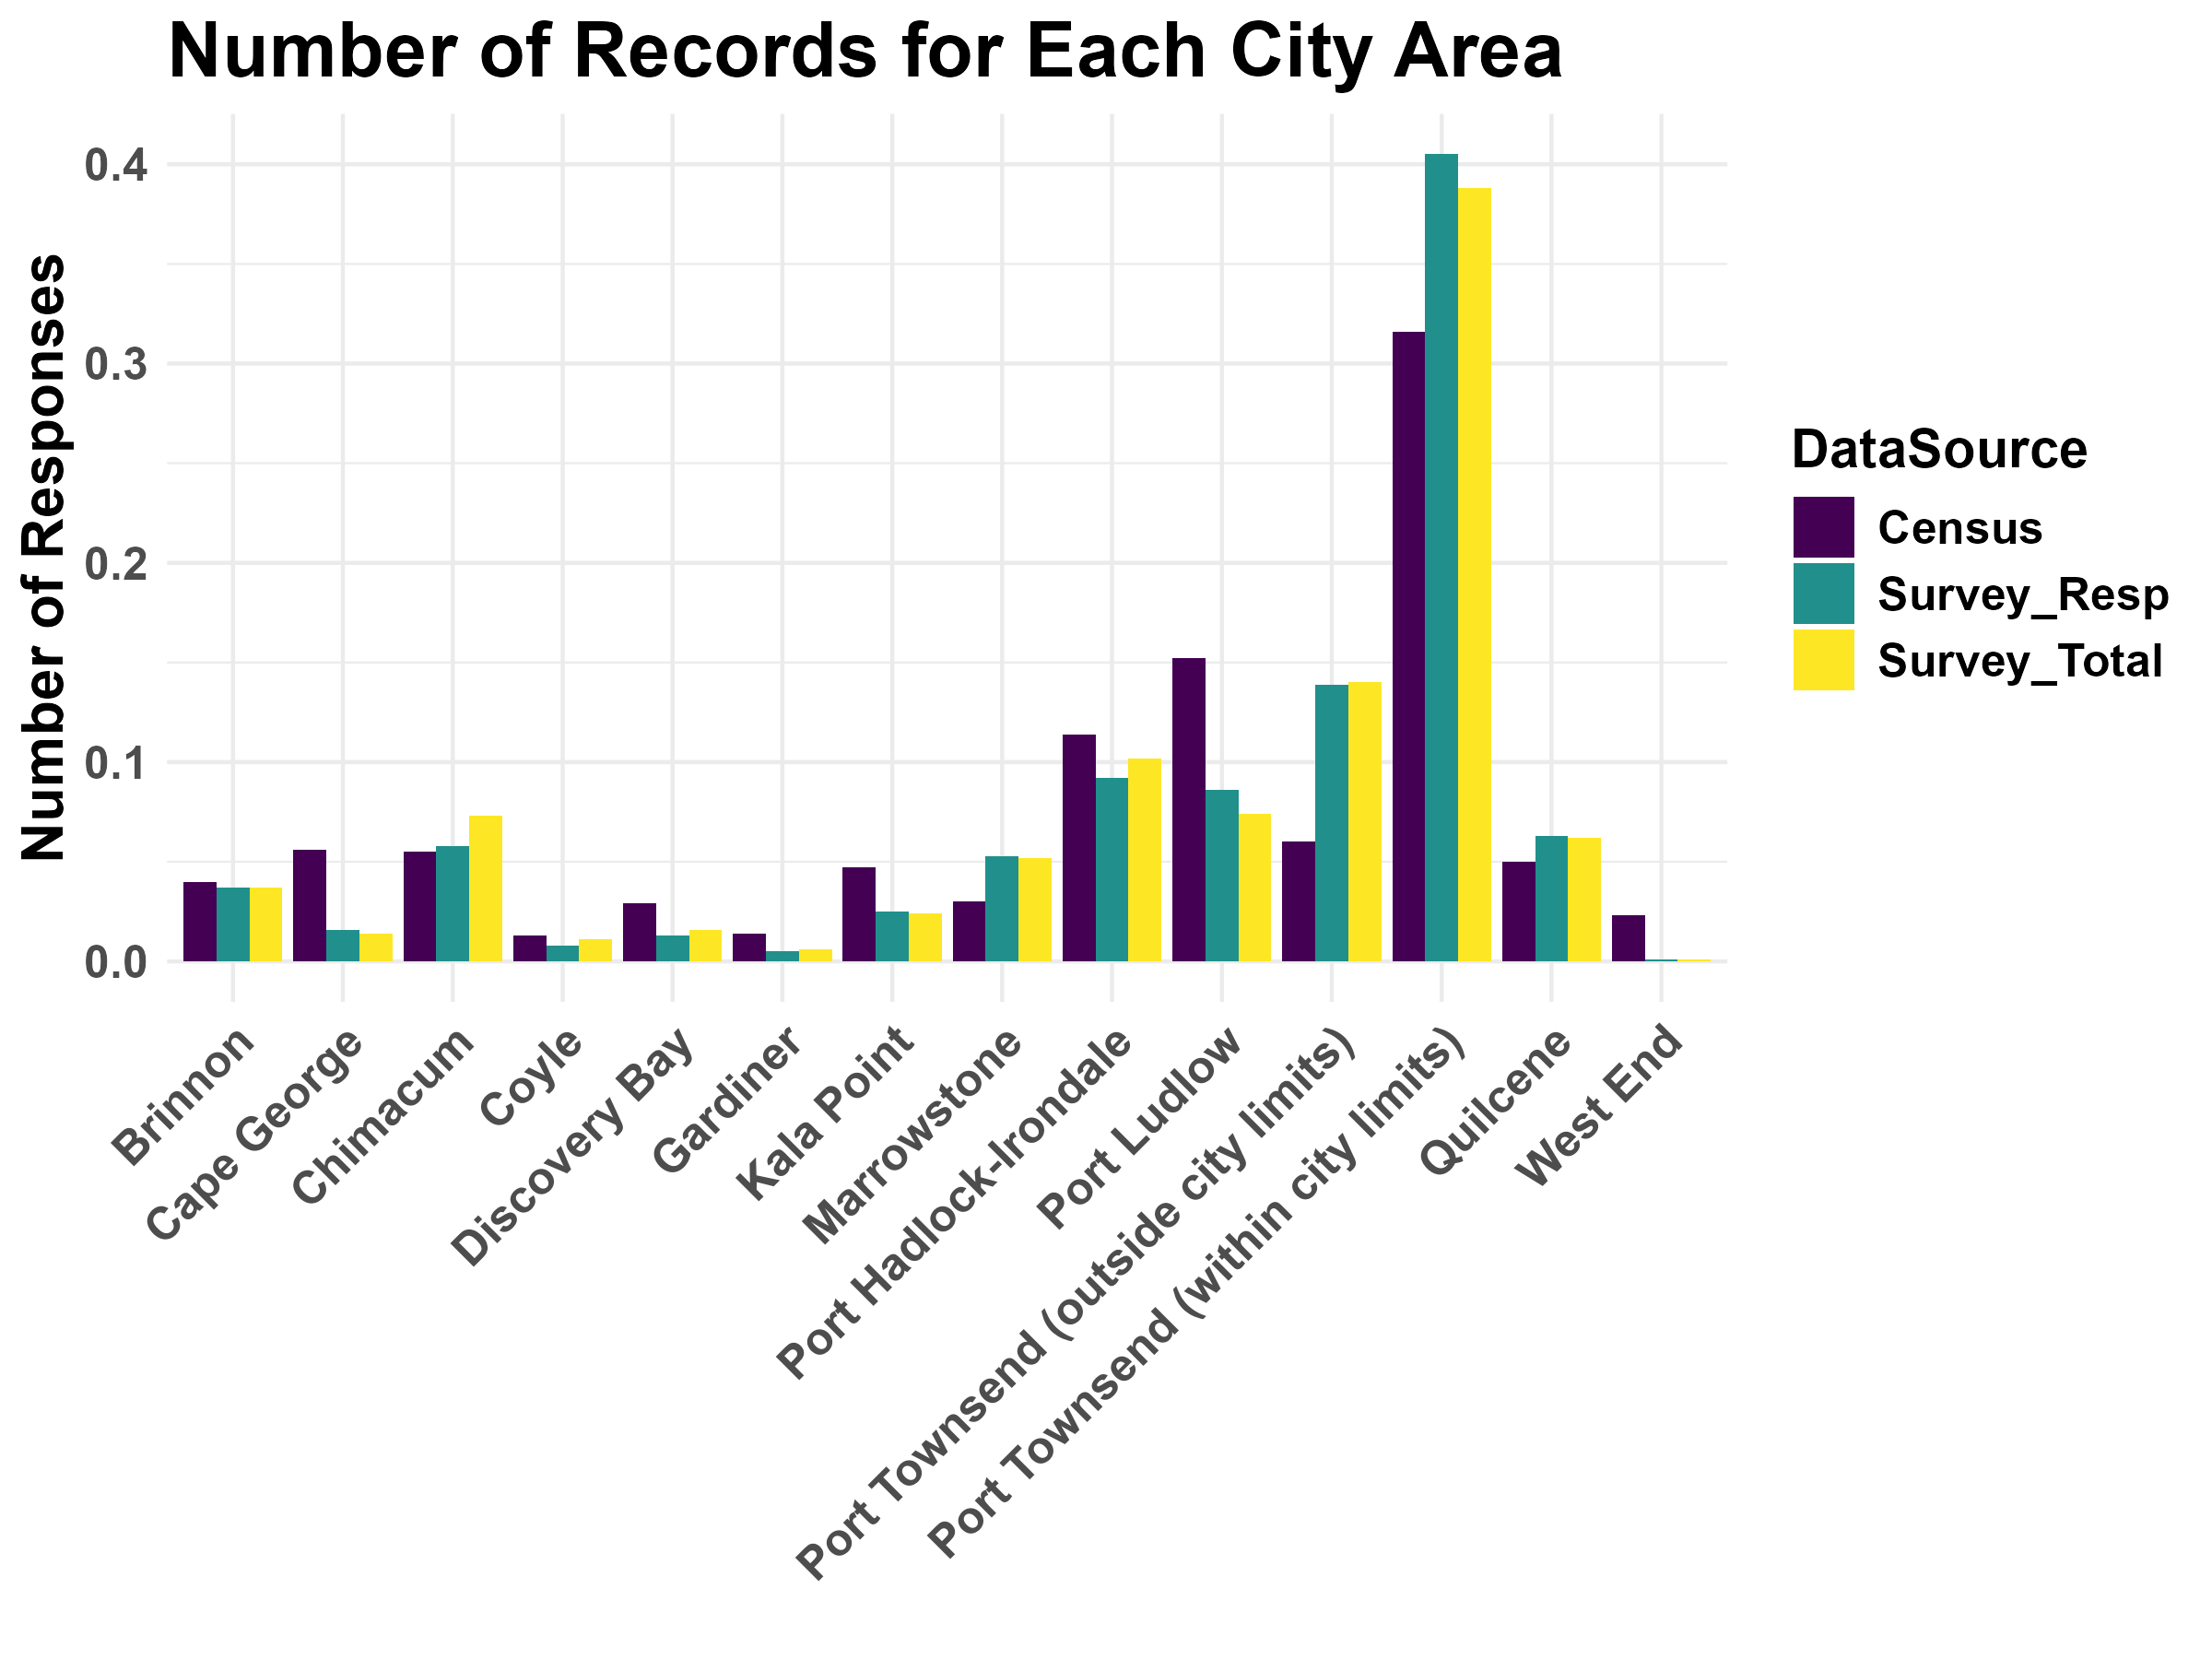 Number of Records for Each City Area
Number of Responses
0.4
0.3
0.2
0.1
0.0
Brinnon
Cape George
Chimacum
Coyle
Discovery Bay
Gardiner
Kala Point
Marrowstone
Port Hadlock-Irondale
Port Ludlow
Port Townsend (outside city limits)
Port Townsend (within city limits)
Quilcene
West End
DataSource
Census
Survey_Resp
Survey_Total